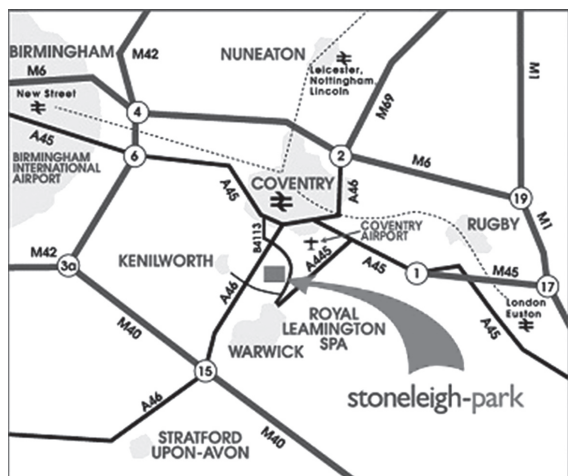 BIRMINGHAM
M42
NUNEATON
M6
Leicester,
Nottingham,
Lincoln
M1
New Street
M69
4
A45
6
2
M6
BIRMINGHAM
INTERNATIONAL
AIRPORT
A45
COVENTRY
A46
19
M1
B4113
COVENTRY
AIRPORT
RUGBY
M42
3a
KENILWORTH
A445
A45
1
M45
17
A46
London
Euston
ROYAL
LEAMINGTON
SPA
A45
M40
WARWICK
15
stoneleigh-park
A46
M40
STRATFORD
UPON-AVON